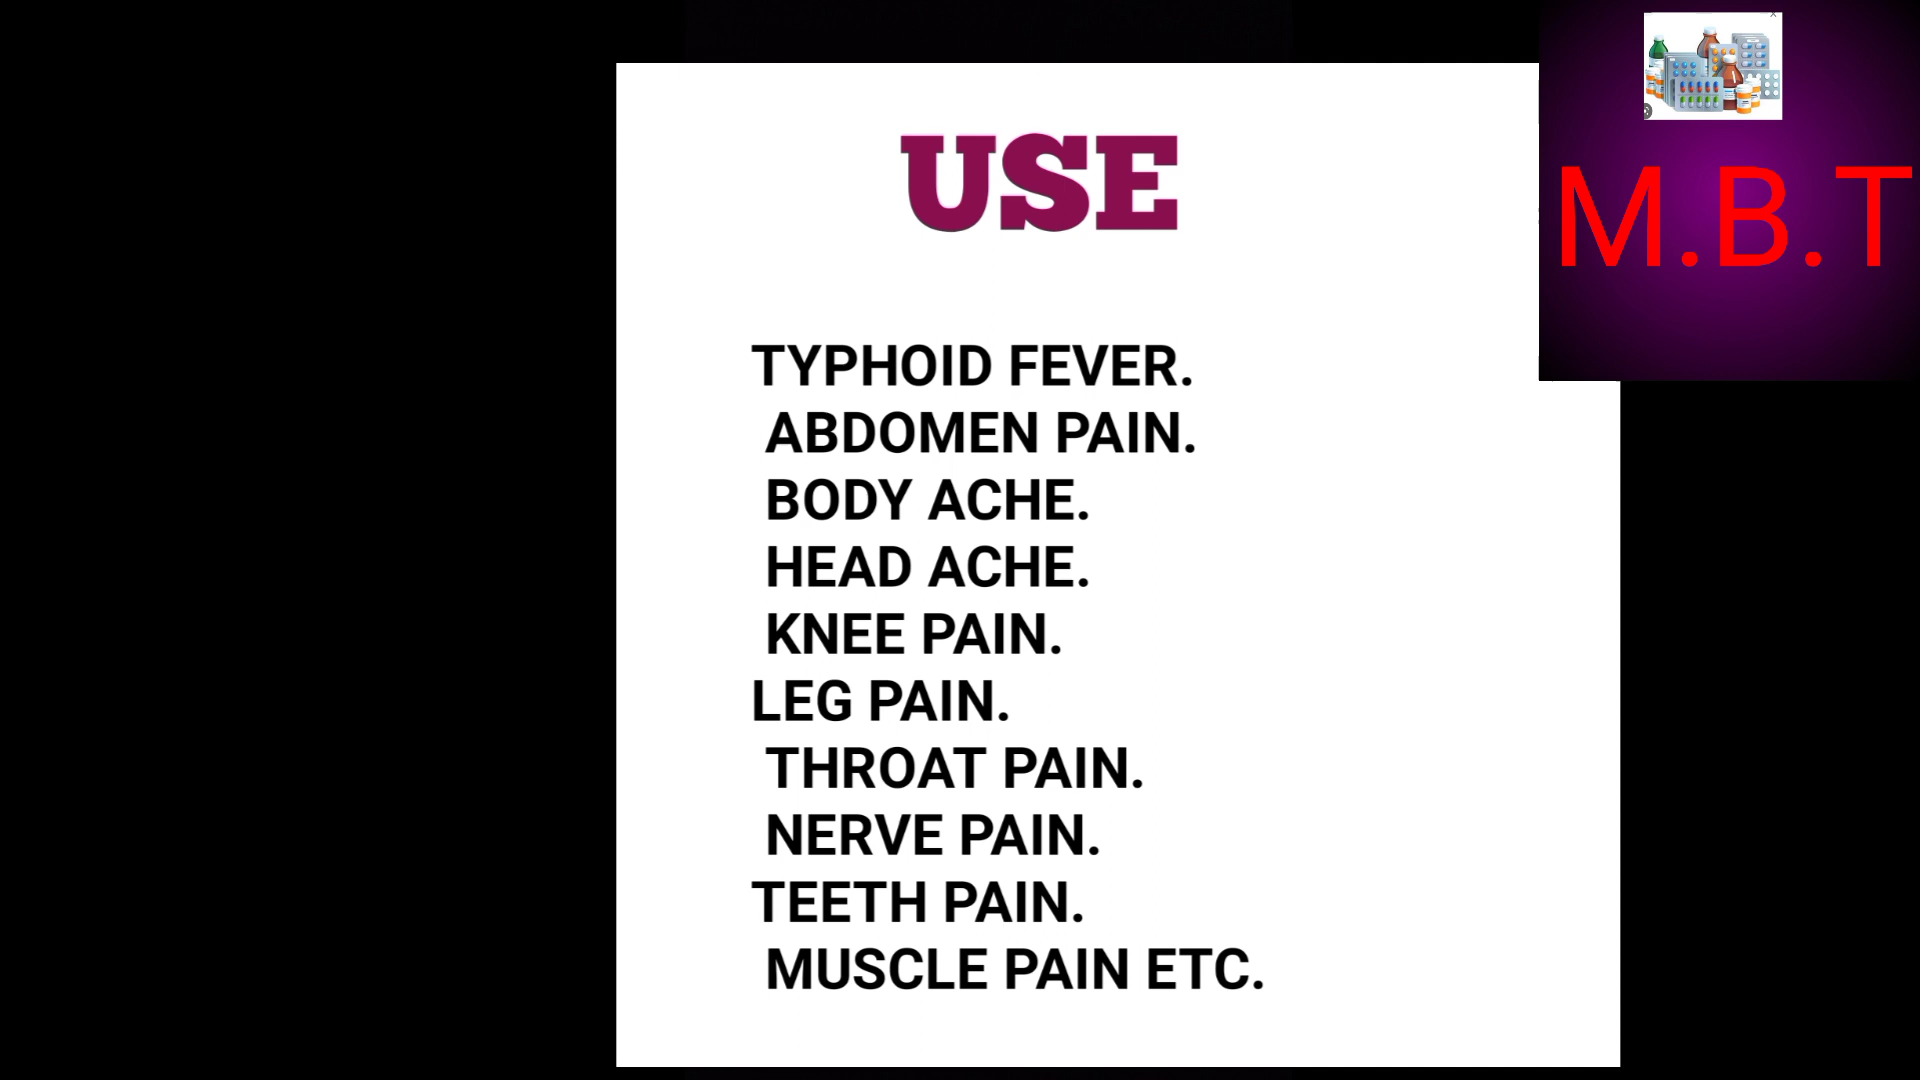 USE
M.B.T
TYPHOID FEVER.
ABDOMEN PAIN.
BODY ACHE.
HEAD ACHE.
KNEE PAIN.
LEG PAIN.
THROAT PAIN.
NERVE PAIN.
TEETH PAIN.
MUSCLE PAIN ETC.